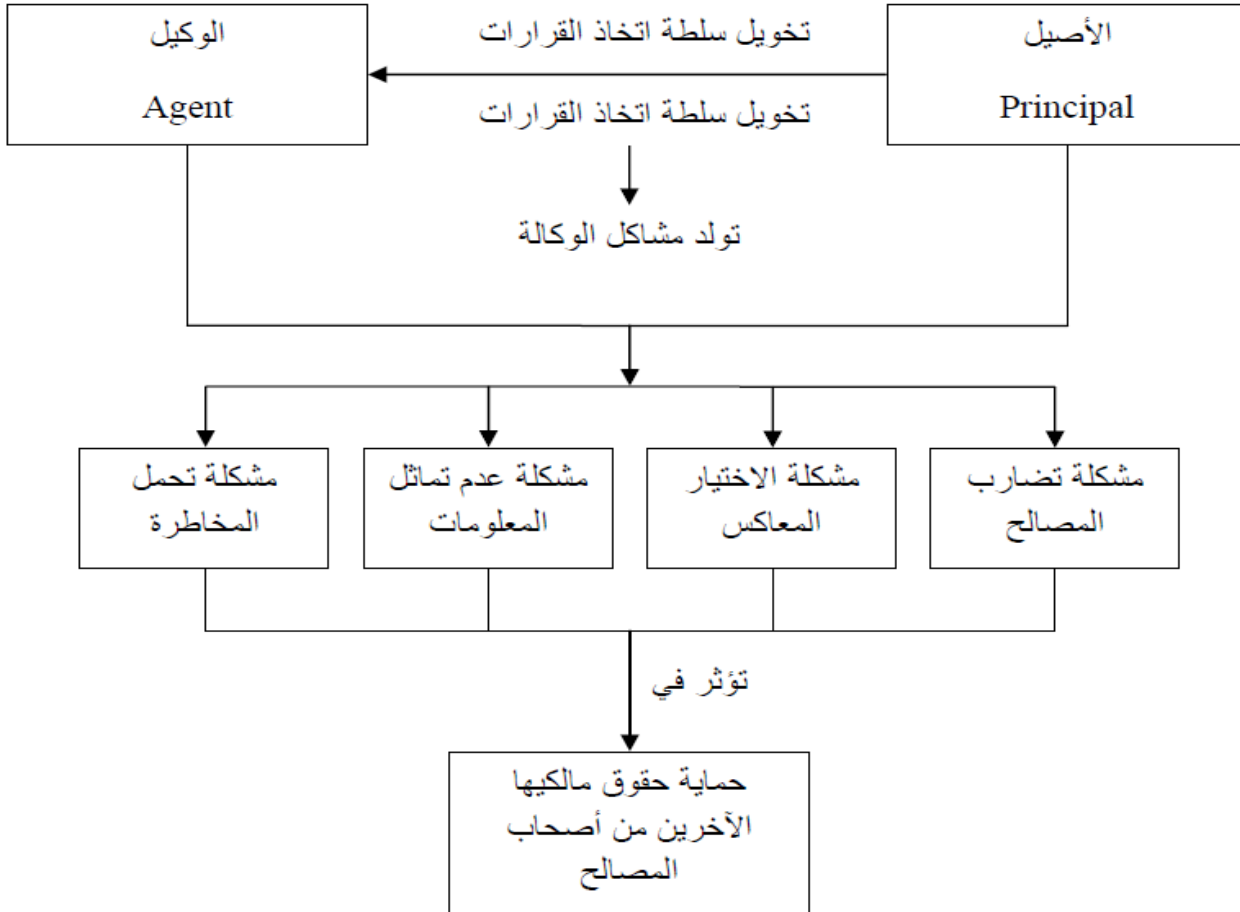 الأصيل
Principal
تخويل سلطة اتخاذ القرارات
الوكيل
Agent
تخويل سلطة اتخاذ القرارات
تولد مشاكل الوكالة
مشكلة تضارب
المصالح
مشكلة الاختيار
المعاكس
مشكلة عدم تماثل
المعلومات
مشكلة تحمل
المخاطرة
تؤثر في
حماية حقوق مالكيها
الآخرين من أصحاب
المصالح